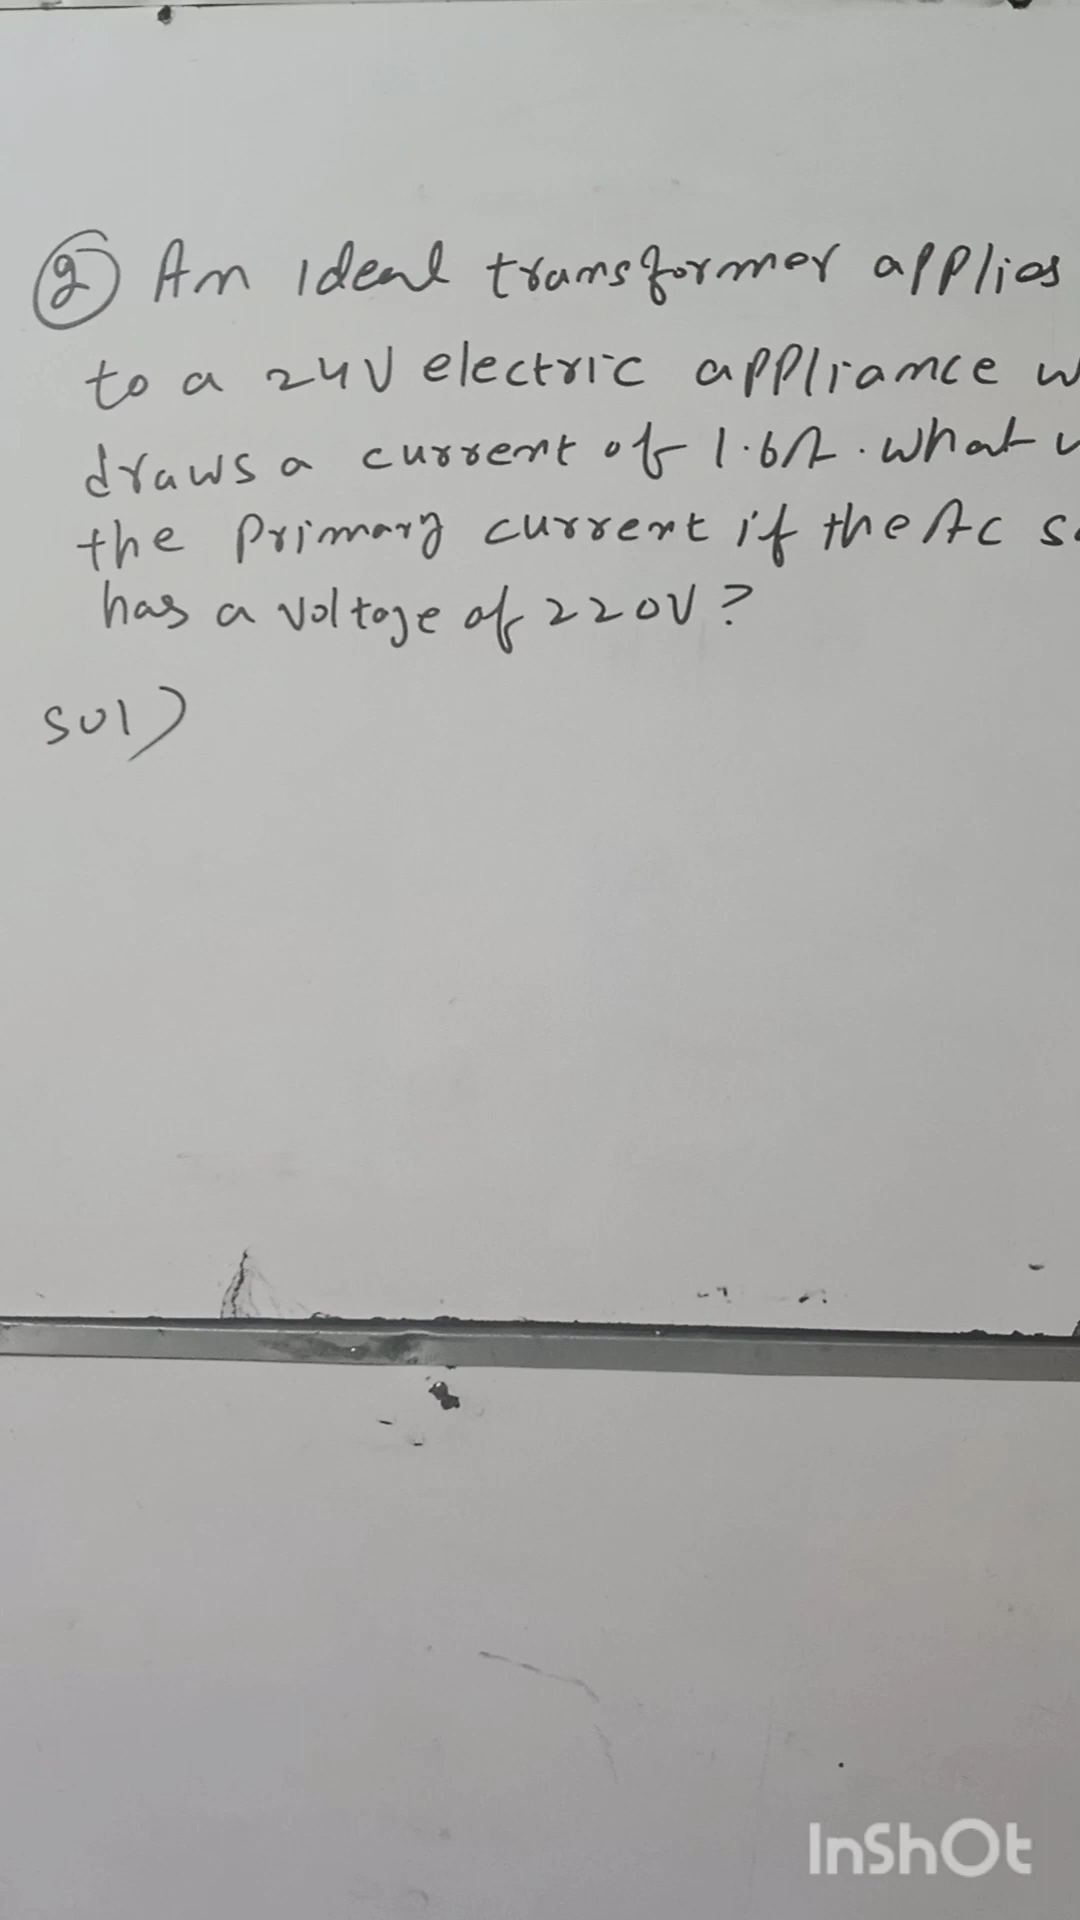 2 An ideal transformer applies
to a 24V electric appliance
draws a current of 1.6A. what
the primary current if the AC
has a voltage of 220V?
sol)
InShOt